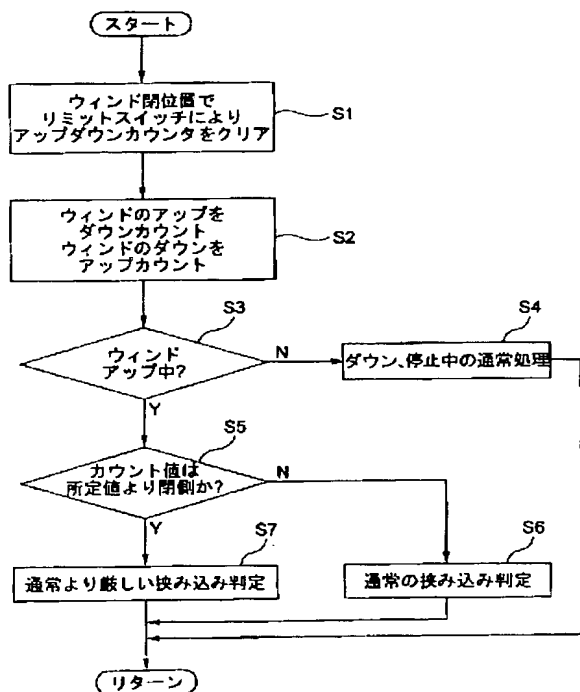 スタート
ウィンド閉位置で
リミットスイッチにより
アップダウンカウンタをクリア
S1
ウィンドのアップを
ダウンカウント
ウィンドのダウンを
アップカウント
S2
S3
ウィンド
アップ中?
N
Y
S4
ダウン、停止中の通常処理
S5
カウント値は
所定値より閉側か?
N
Y
S7
通常より厳しい挟み込み判定
S6
通常の挟み込み判定
リターン